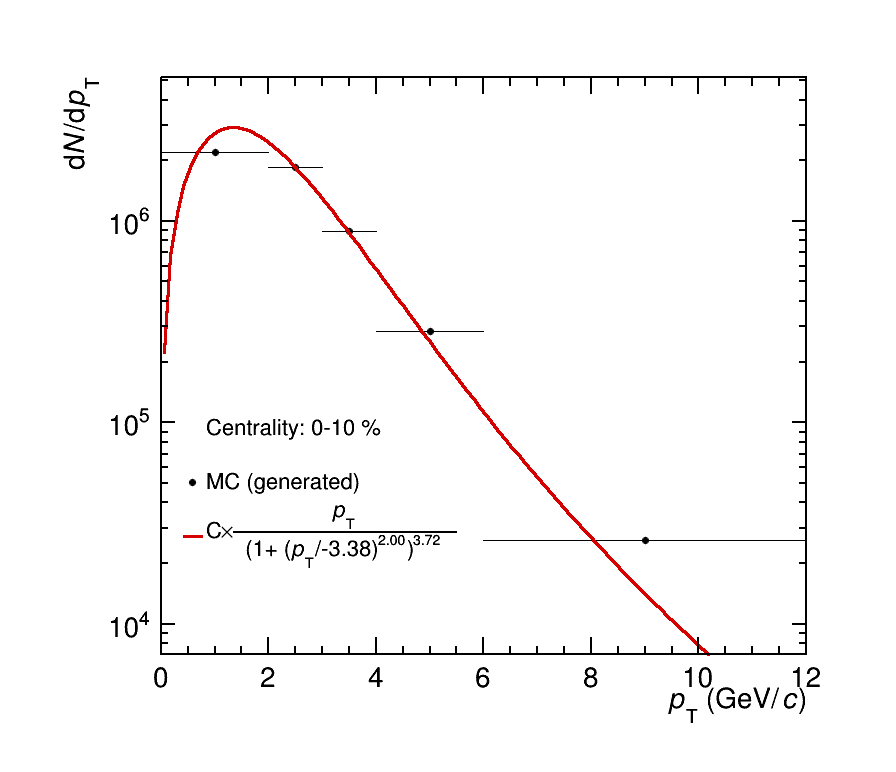 dN/dp_T
10^6
10^5
10^4
Centrality: 0-10 %
MC (generated)
C× p_T
(1+ (p_T/-3.38)^2.00)^3.72
0 2 4 6 8 10 12
p_T (GeV/c)